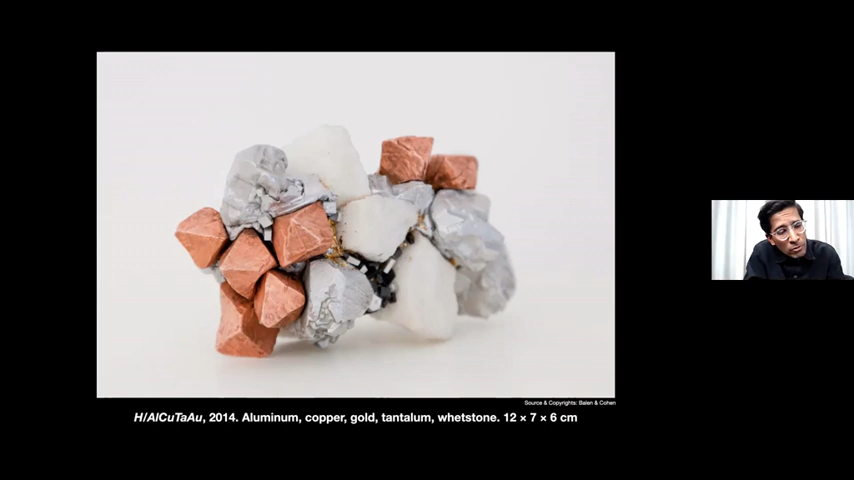 Source & Copyrights: Balen & Cohen
H/AlCuTaAu, 2014. Aluminum, copper, gold, tantalum, whetstone. 12 × 7 × 6 cm